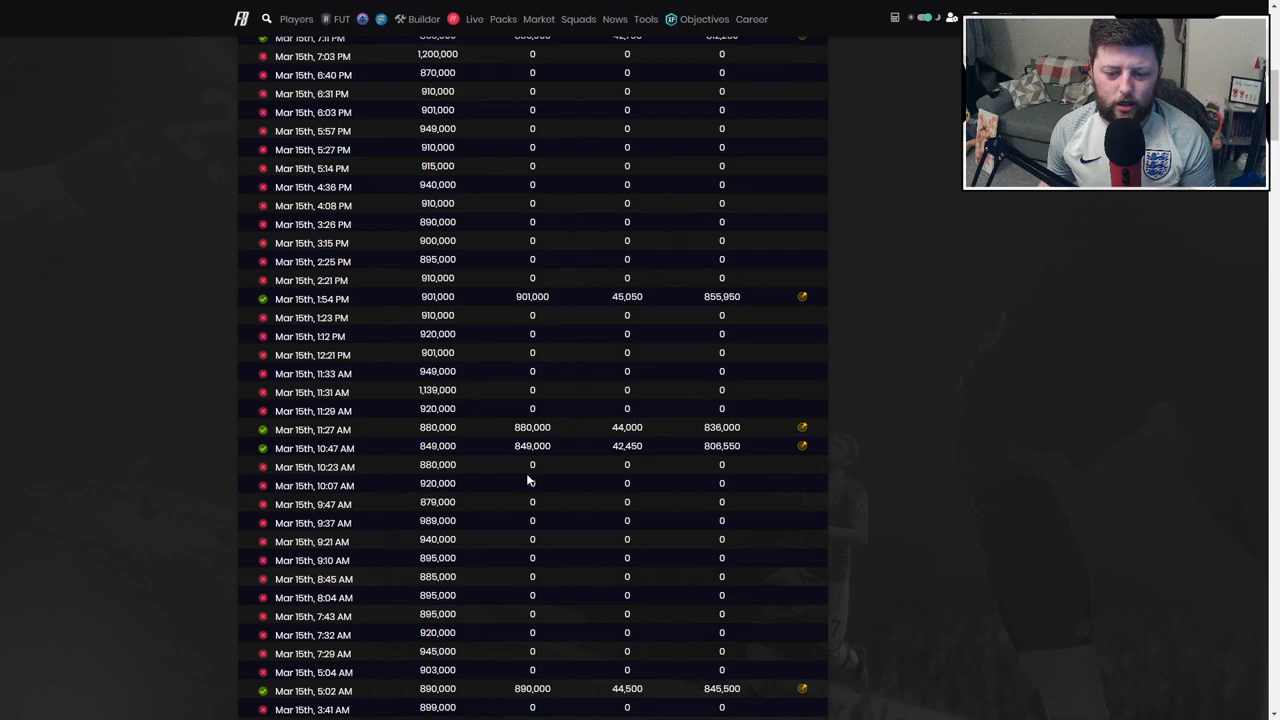 Players FUT Builder Live Packs Market Squads News Tools Objectives Career
Mar 15th, 7:11 PM
Mar 15th, 7:03 PM 1,200,000 0 0 0
Mar 15th, 6:40 PM 870,000 0 0 0
Mar 15th, 6:31 PM 910,000 0 0 0
Mar 15th, 6:03 PM 901,000 0 0 0
Mar 15th, 5:57 PM 949,000 0 0 0
Mar 15th, 5:27 PM 910,000 0 0 0
Mar 15th, 5:14 PM 915,000 0 0 0
Mar 15th, 4:36 PM 940,000 0 0 0
Mar 15th, 4:08 PM 910,000 0 0 0
Mar 15th, 3:26 PM 890,000 0 0 0
Mar 15th, 3:15 PM 900,000 0 0 0
Mar 15th, 2:25 PM 895,000 0 0 0
Mar 15th, 2:21 PM 910,000 0 0 0
Mar 15th, 1:54 PM 901,000 901,000 45,050 855,950
Mar 15th, 1:23 PM 910,000 0 0 0
Mar 15th, 1:12 PM 920,000 0 0 0
Mar 15th, 12:21 PM 901,000 0 0 0
Mar 15th, 11:33 AM 949,000 0 0 0
Mar 15th, 11:31 AM 1,139,000 0 0 0
Mar 15th, 11:29 AM 920,000 0 0 0
Mar 15th, 11:27 AM 880,000 880,000 44,000 836,000
Mar 15th, 10:47 AM 849,000 849,000 42,450 806,550
Mar 15th, 10:23 AM 880,000 0 0 0
Mar 15th, 10:07 AM 920,000 0 0 0
Mar 15th, 9:47 AM 879,000 0 0 0
Mar 15th, 9:37 AM 989,000 0 0 0
Mar 15th, 9:21 AM 940,000 0 0 0
Mar 15th, 9:10 AM 895,000 0 0 0
Mar 15th, 8:45 AM 885,000 0 0 0
Mar 15th, 8:04 AM 895,000 0 0 0
Mar 15th, 7:43 AM 895,000 0 0 0
Mar 15th, 7:32 AM 920,000 0 0 0
Mar 15th, 7:29 AM 945,000 0 0 0
Mar 15th, 5:04 AM 903,000 0 0 0
Mar 15th, 5:02 AM 890,000 890,000 44,500 845,500
Mar 15th, 3:41 AM 899,000 0 0 0